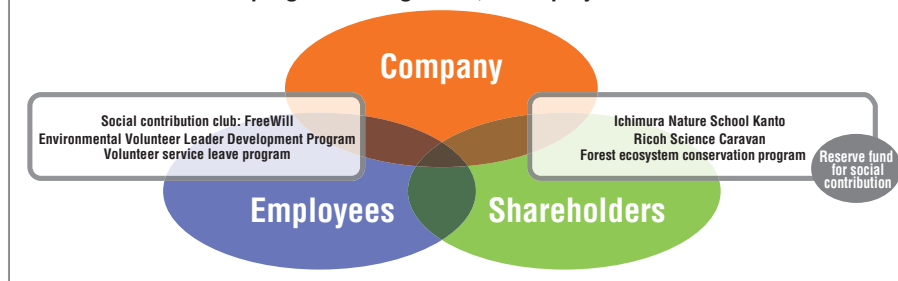 Company
Social contribution club: FreeWill
Environmental Volunteer Leader Development Program
Volunteer service leave program
Ichimura Nature School Kanto
Ricoh Science Caravan
Forest ecosystem conservation program
Reserve fund
for social
contribution
Employees
Shareholders